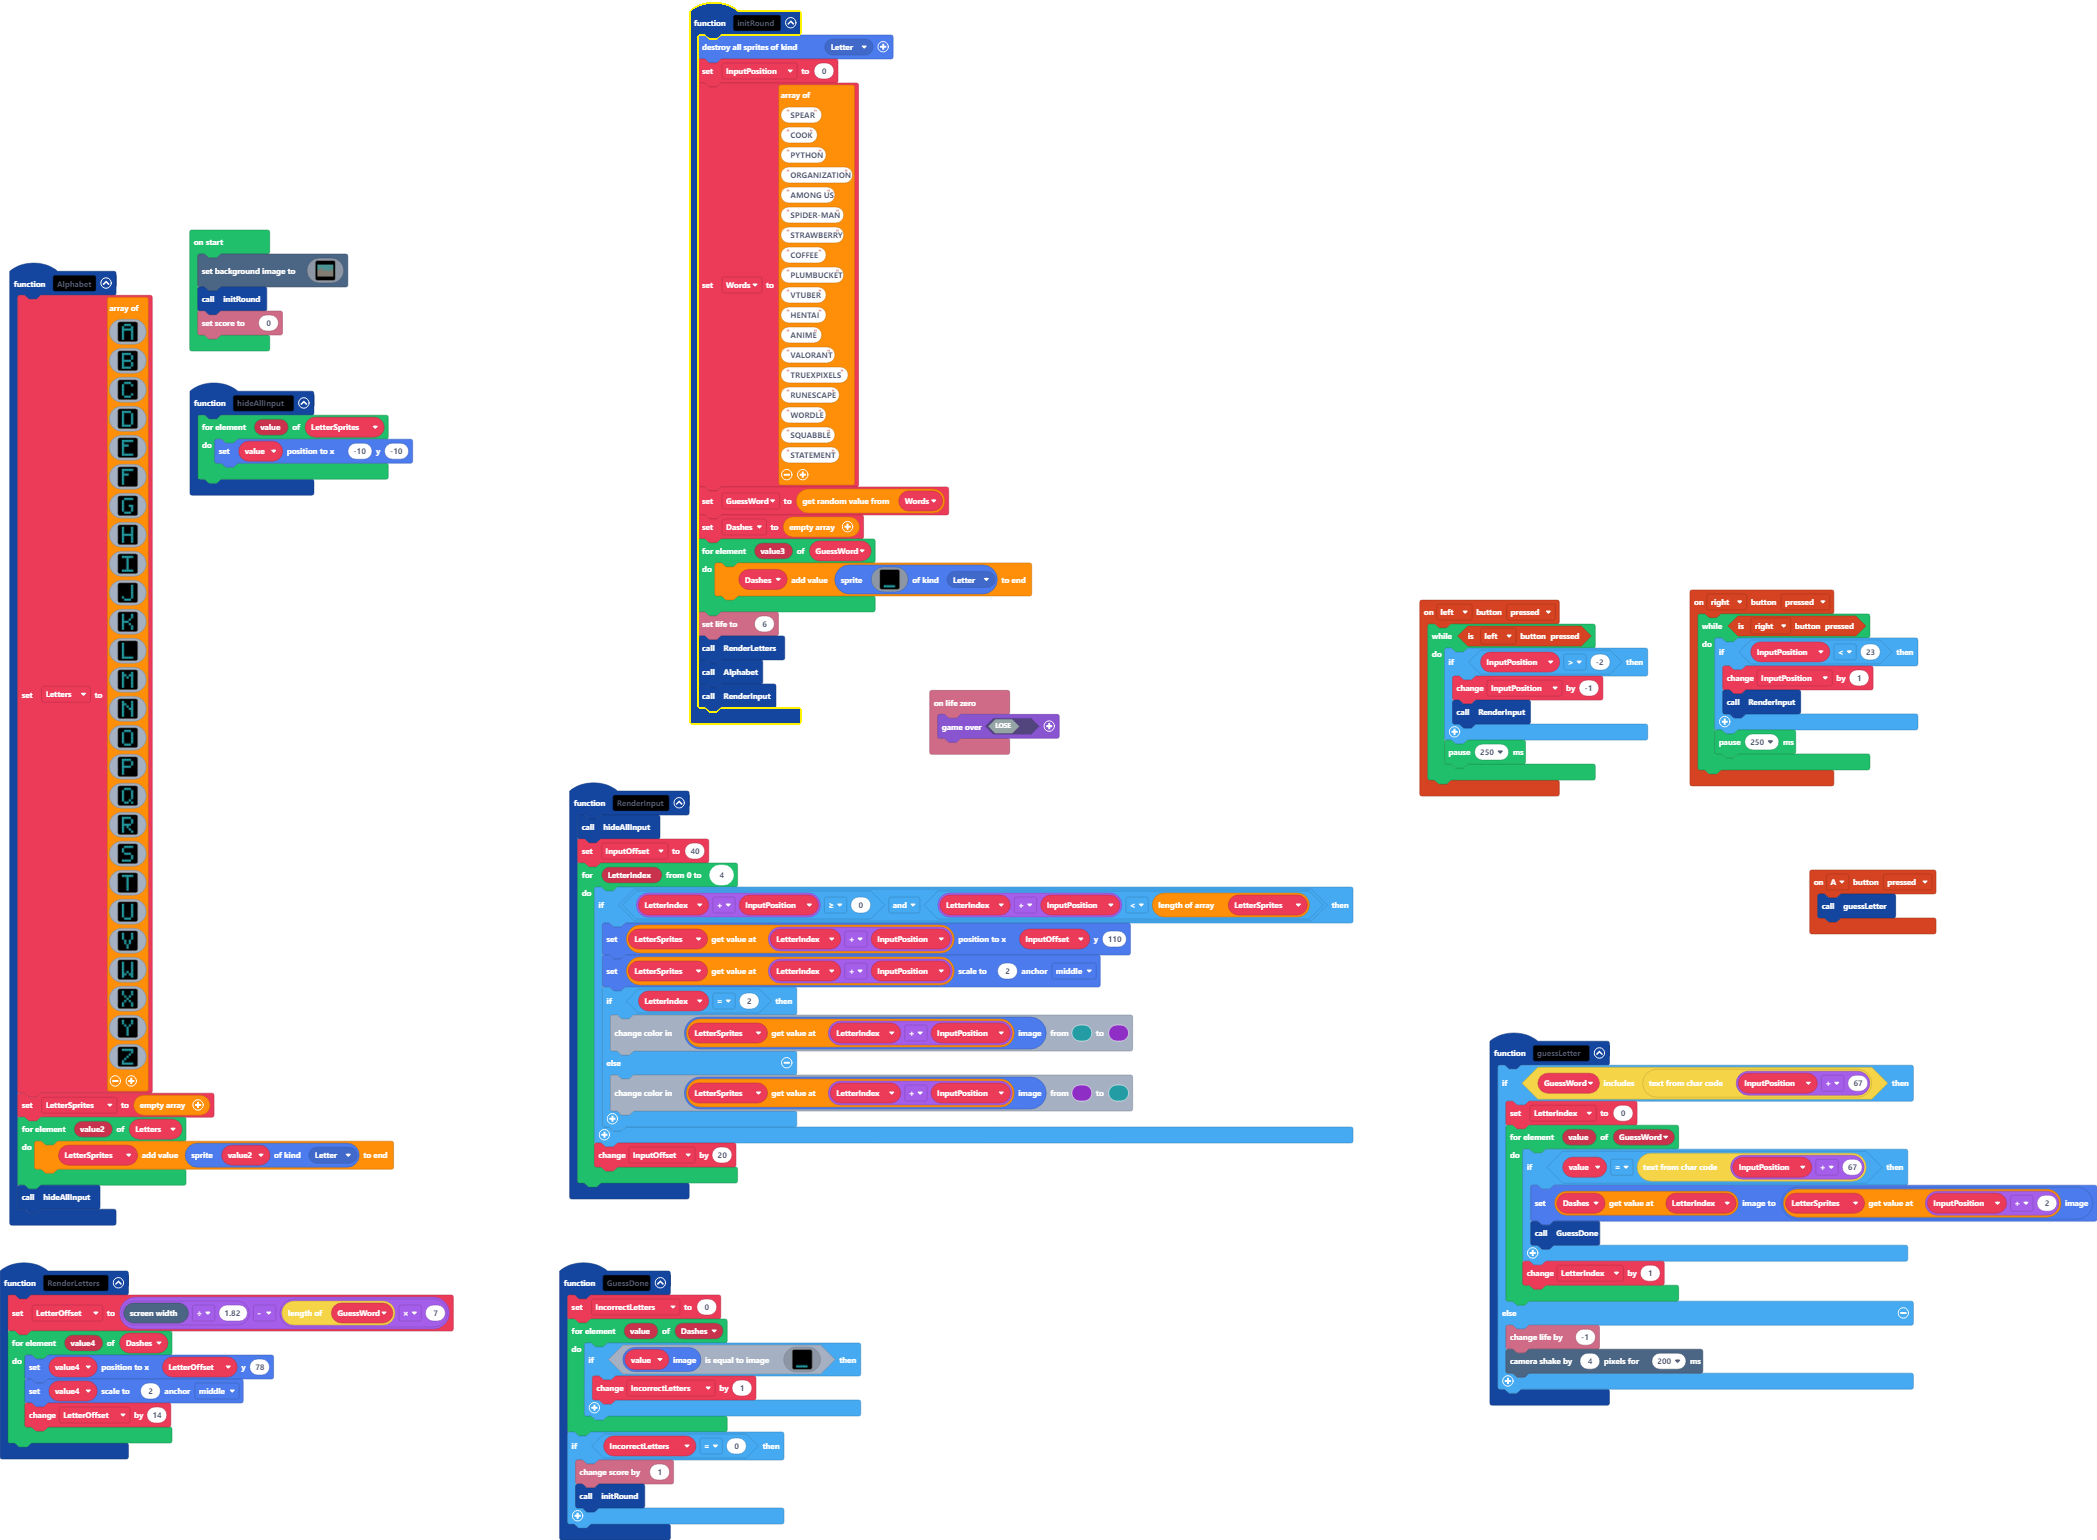 function initRound
destroy all sprites of kind Letter
set InputPosition to 0
set Words to array of
"SPEAR"
"COOK"
"PYTHON"
"ORGANIZATION"
"AMONG US"
"SPIDER-MAN"
"STRAWBERRY"
"COFFEE"
"PLUMBUCKET"
"VTUBER"
"HENTAI"
"ANIME"
"VALORANT"
"TRUEXPIXELS"
"RUNESCAPE"
"WORDLE"
"SQUABBLE"
"STATEMENT"
set GuessWord to get random value from Words
set Dashes to empty array
for element value3 of GuessWord
do Dashes add value sprite _ of kind Letter to end
set life to 6
call RenderLetters
call Alphabet
call RenderInput
on start
set background image to
call initRound
set score to 0
function Alphabet
set Letters to array of
A
B
C
D
E
F
G
H
I
J
K
L
M
N
O
P
Q
R
S
T
U
V
W
X
Y
Z
set LetterSprites to empty array
for element value2 of Letters
do LetterSprites add value sprite value2 of kind Letter to end
call hideAllInput
function hideAllInput
for element value of LetterSprites
do set value position to x -10 y -10
on life zero
game over LOSE
on left button pressed
while is left button pressed
do if InputPosition > -2 then
change InputPosition by -1
call RenderInput
pause 250 ms
on right button pressed
while is right button pressed
do if InputPosition < 23 then
change InputPosition by 1
call RenderInput
pause 250 ms
function RenderInput
call hideAllInput
set InputOffset to 40
for LetterIndex from 0 to 4
do if LetterIndex + InputPosition ≥ 0 and LetterIndex + InputPosition < length of array LetterSprites then
set LetterSprites get value at LetterIndex + InputPosition position to x InputOffset y 110
set LetterSprites get value at LetterIndex + InputPosition scale to 2 anchor middle
if LetterIndex = 2 then
change color in LetterSprites get value at LetterIndex + InputPosition image from to
else
change color in LetterSprites get value at LetterIndex + InputPosition image from to
change InputOffset by 20
on A button pressed
call guessLetter
function guessLetter
if GuessWord includes text from char code InputPosition + 67 then
set LetterIndex to 0
for element value of GuessWord
do if value = text from char code InputPosition + 67 then
set Dashes get value at LetterIndex image to LetterSprites get value at InputPosition + 2 image
call GuessDone
change LetterIndex by 1
else
change life by -1
camera shake by 4 pixels for 200 ms
function RenderLetters
set LetterOffset to screen width ÷ 1.82 - length of GuessWord × 7
for element value4 of Dashes
do set value4 position to x LetterOffset y 78
set value4 scale to 2 anchor middle
change LetterOffset by 14
function GuessDone
set IncorrectLetters to 0
for element value of Dashes
do if value image is equal to image _ then
change IncorrectLetters by 1
if IncorrectLetters = 0 then
change score by 1
call initRound